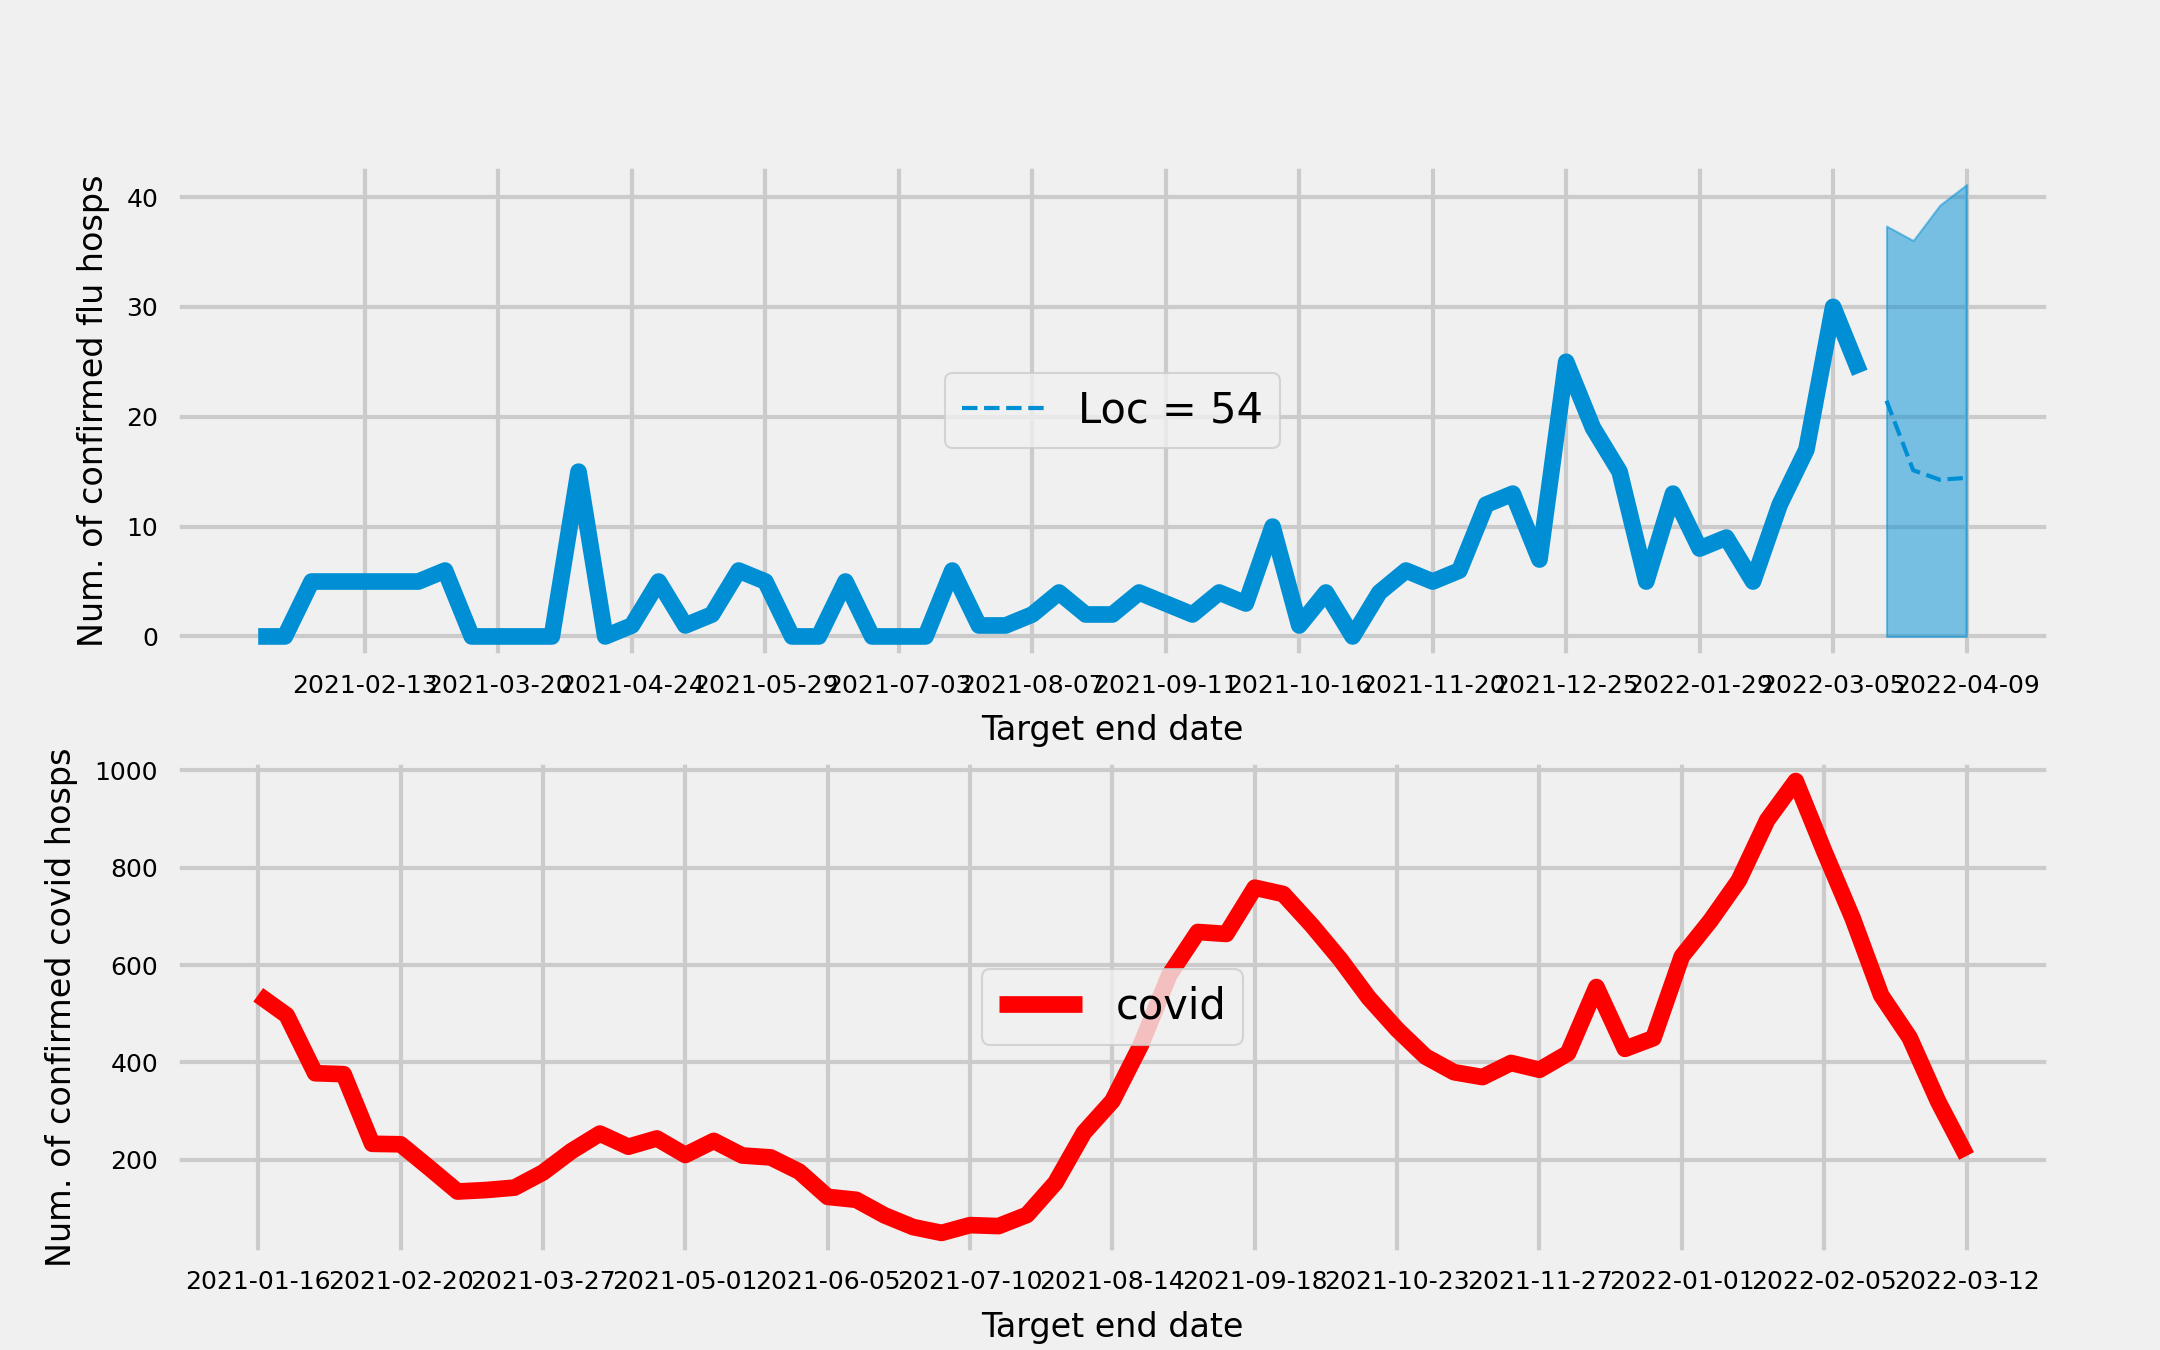 Num. of confirmed flu hosps
40
30
20
10
0
Loc = 54
2021-02-13 2021-03-20 2021-04-24 2021-05-29 2021-07-03 2021-08-07 2021-09-11 2021-10-16 2021-11-20 2021-12-25 2022-01-29 2022-03-05 2022-04-09
Target end date
Num. of confirmed covid hosps
1000
800
600
400
200
covid
2021-01-16 2021-02-20 2021-03-27 2021-05-01 2021-06-05 2021-07-10 2021-08-14 2021-09-18 2021-10-23 2021-11-27 2022-01-01 2022-02-05 2022-03-12
Target end date